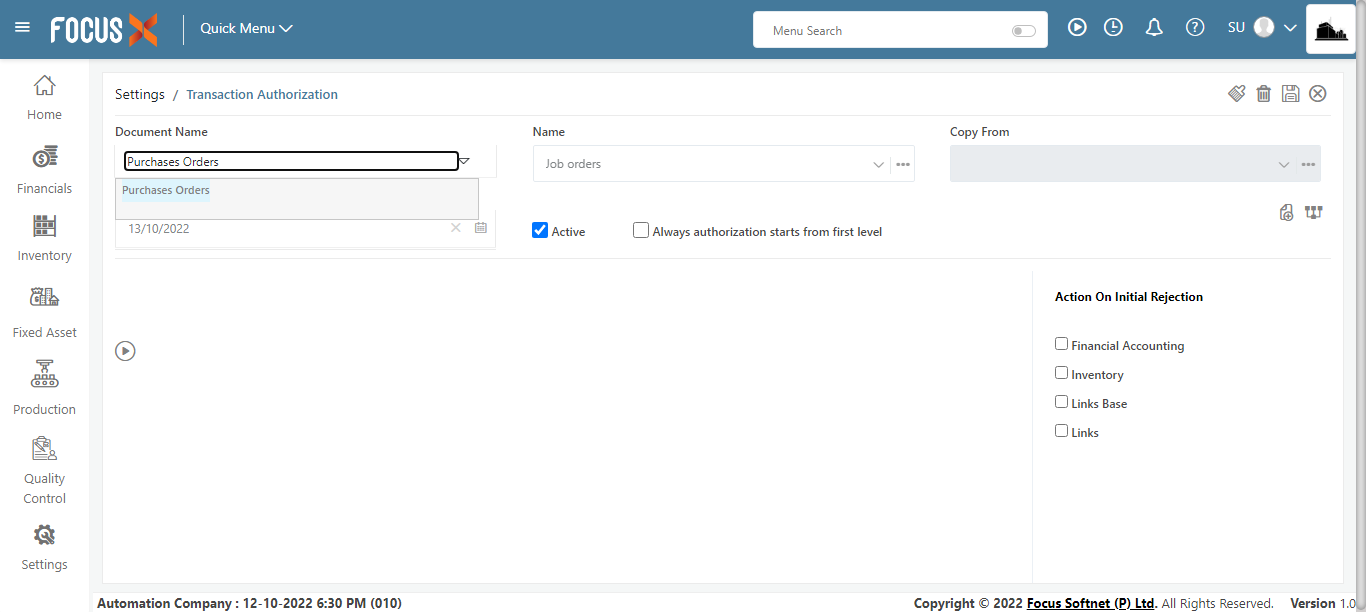 FOCUS X
Quick Menu
Menu Search
SU
Home
Financials
Inventory
Fixed Asset
Production
Quality
Control
Settings
Settings / Transaction Authorization
Document Name
Name
Copy From
Purchases Orders
Job orders
Purchases Orders
13/10/2022
Active
Always authorization starts from first level
Action On Initial Rejection
Financial Accounting
Inventory
Links Base
Links
Automation Company : 12-10-2022 6:30 PM (010)
Copyright © 2022 Focus Softnet (P) Ltd. All Rights Reserved. Version 1.0